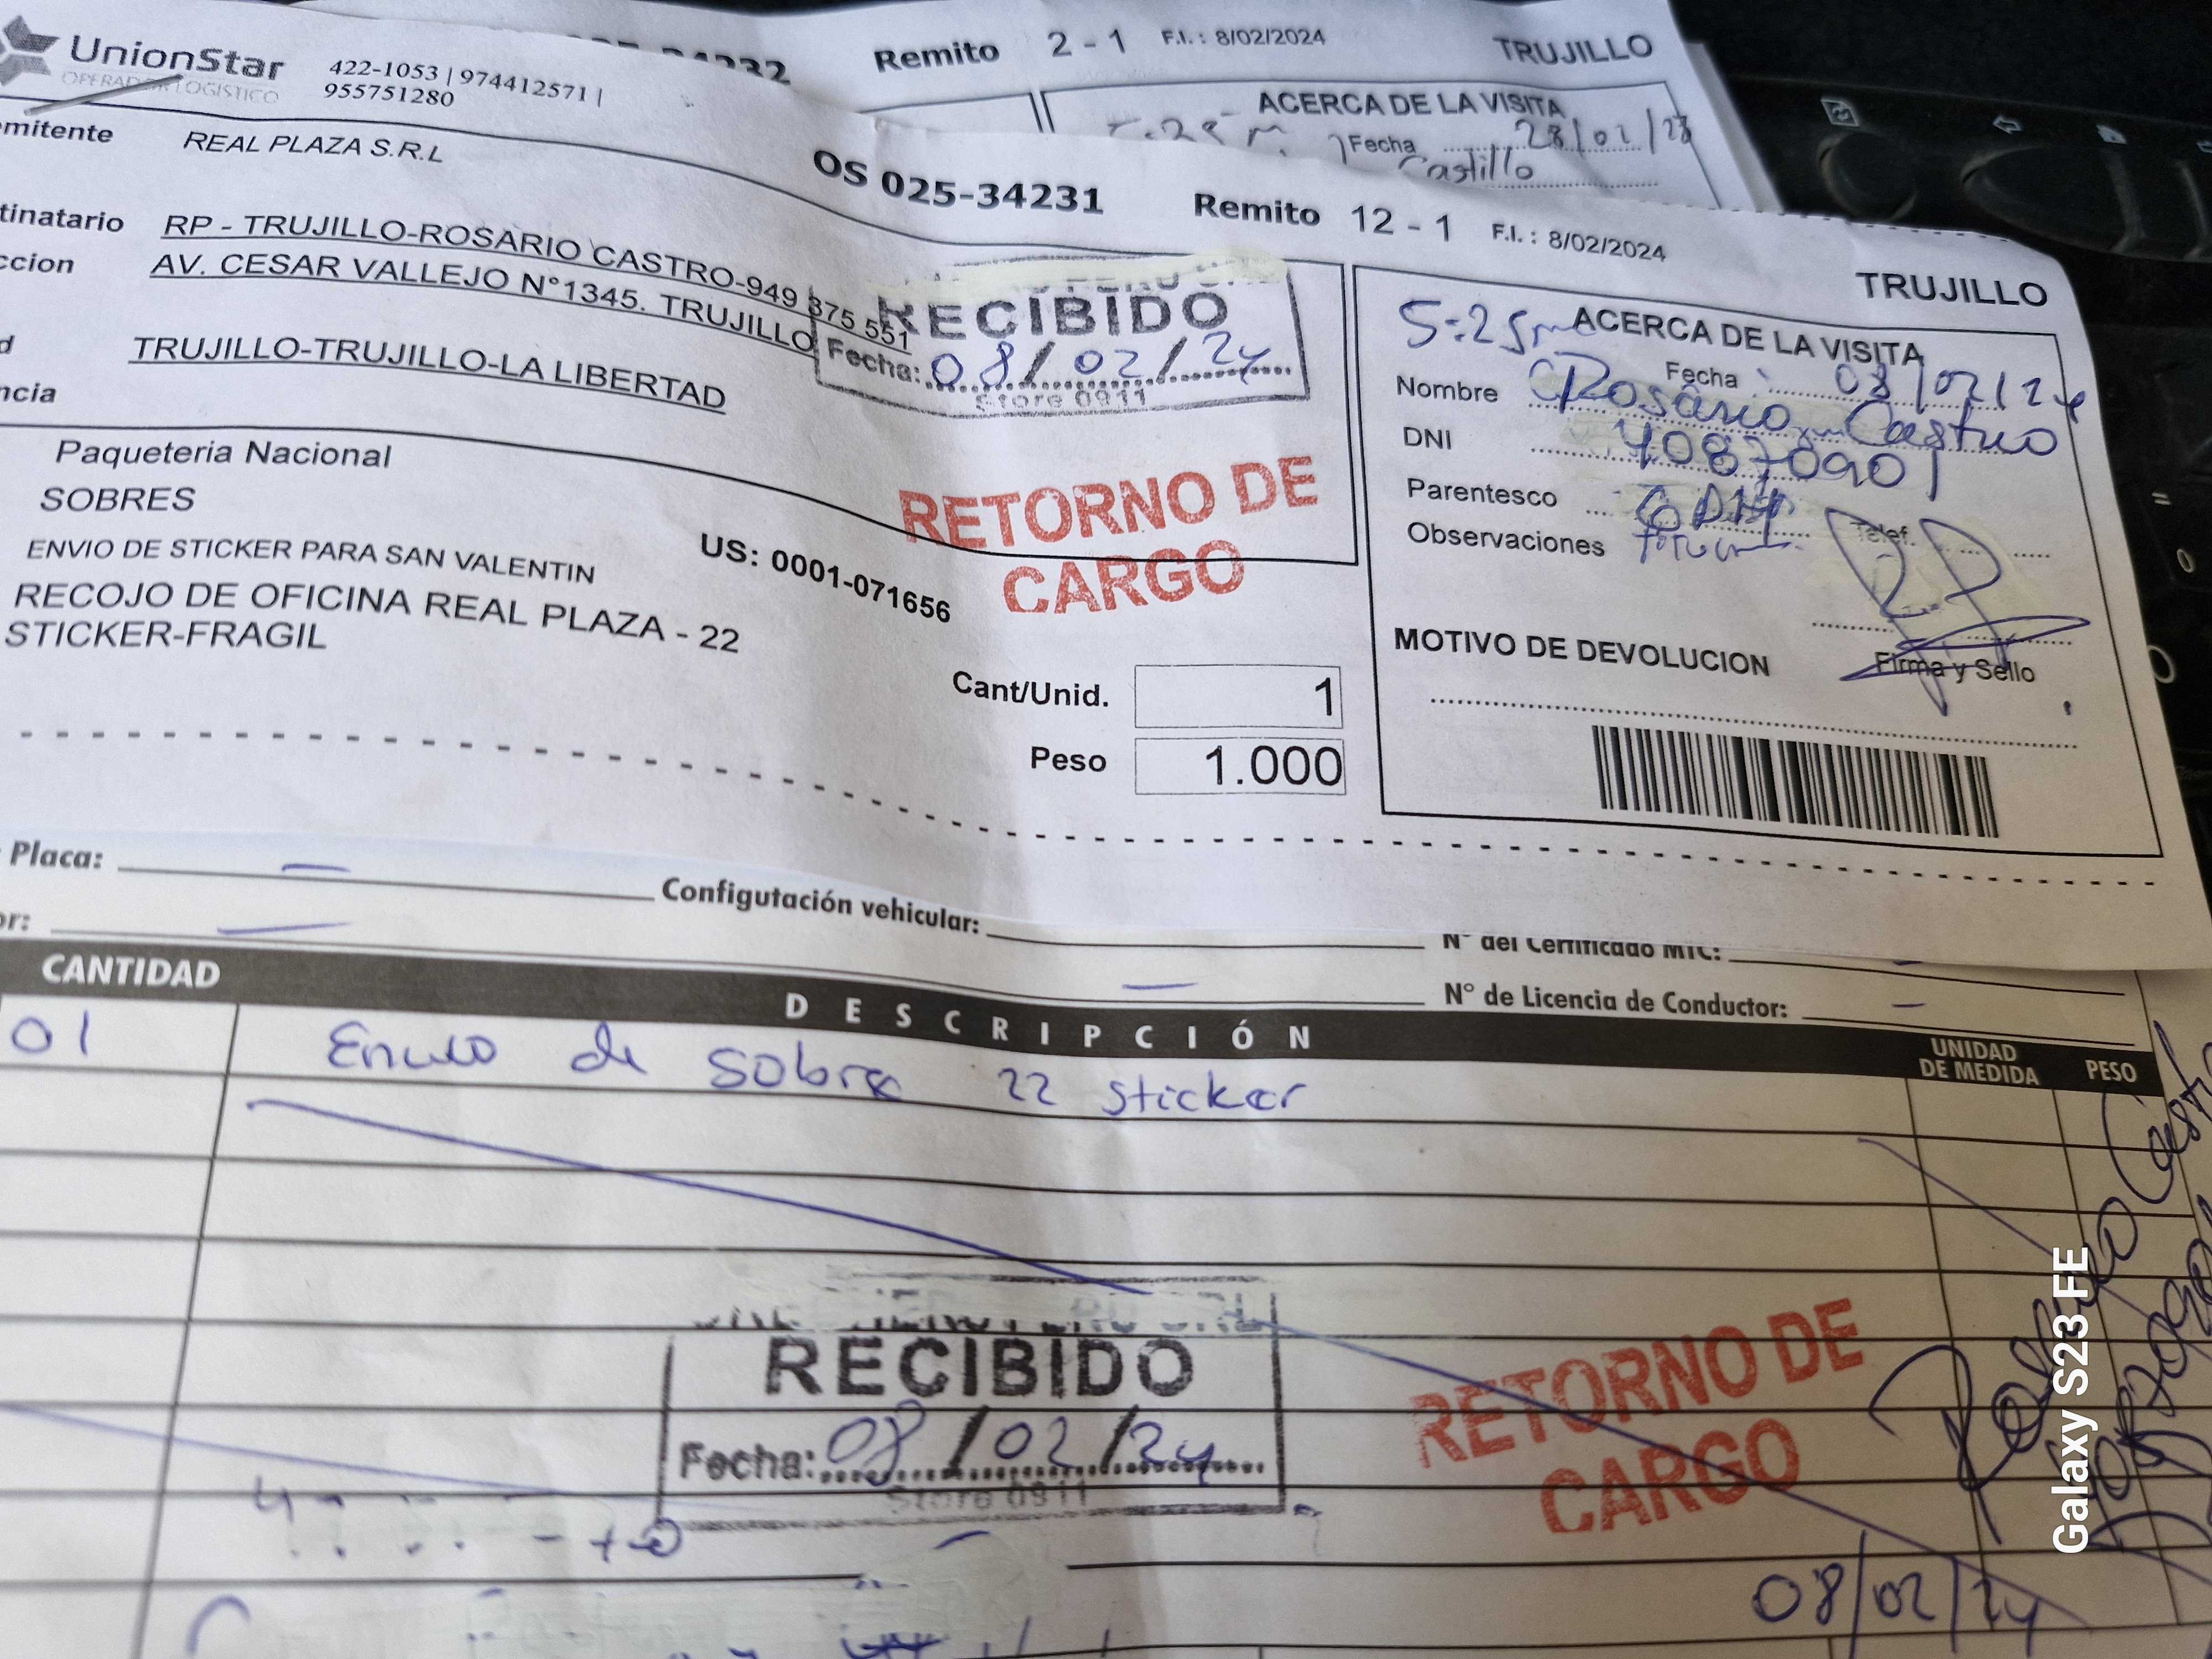 UnionStar
OPERADOR LOGISTICO
422-1053 | 974412571 |
955751280
Remito 2 - 1 F.I. : 8/02/2024 TRUJILLO
ACERCA DE LA VISITA
Fecha
Castillo
mitente REAL PLAZA S.R.L
OS 025-34231 Remito 12 - 1 F.I. : 8/02/2024
TRUJILLO
tinatario RP - TRUJILLO-ROSARIO CASTRO-949 375 551
ccion AV. CESAR VALLEJO N°1345. TRUJILLO
d TRUJILLO-TRUJILLO-LA LIBERTAD
ncia
RECIBIDO
Fecha: 08/02/24
Store 0911
Paqueteria Nacional
SOBRES
ENVIO DE STICKER PARA SAN VALENTIN
US: 0001-071656
RECOJO DE OFICINA REAL PLAZA - 22
STICKER-FRAGIL
RETORNO DE
CARGO
Cant/Unid. 1
Peso 1.000
ACERCA DE LA VISITA
Fecha 08/02/24
Nombre Rosario Castro
DNI 40870901
Parentesco
Telef.
Observaciones
MOTIVO DE DEVOLUCION
Firma y Sello
Placa:
Configutación vehicular:
N° del Certificado MTC:
or:
N° de Licencia de Conductor:
CANTIDAD DESCRIPCIÓN UNIDAD DE MEDIDA PESO
01 Envio de sobre 22 sticker
RECIBIDO
Fecha: 08/02/24
Store 0911
RETORNO DE
CARGO
Rosario Castro
08/02/24
Galaxy S23 FE